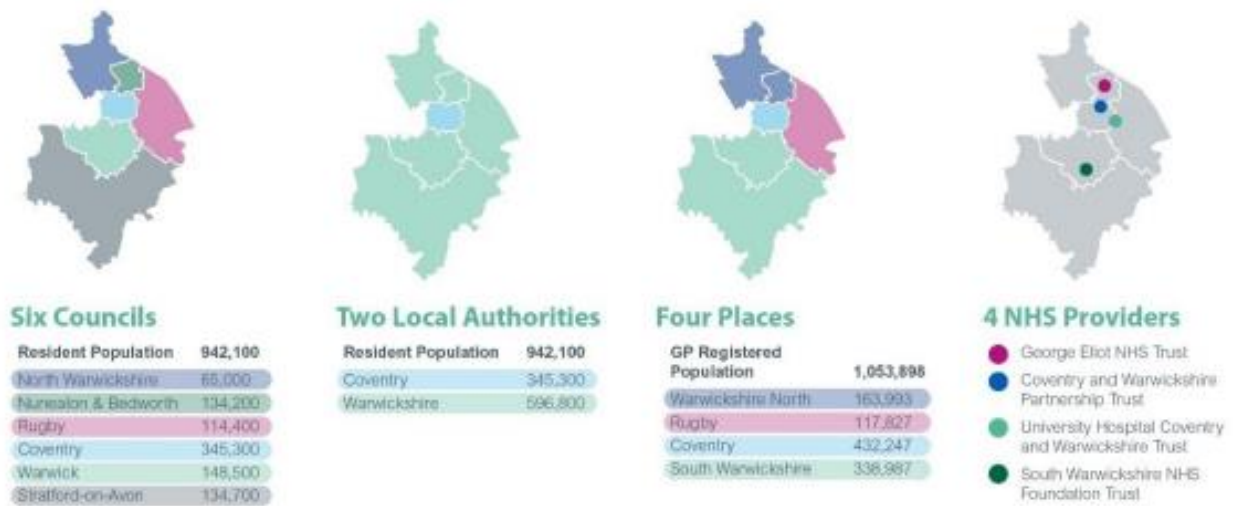 Six Councils
Resident Population 942,100
North Warwickshire 65,000
Nuneaton & Bedworth 134,200
Rugby 114,400
Coventry 345,300
Warwick 148,500
Stratford-on-Avon 134,700
Two Local Authorities
Resident Population 942,100
Coventry 345,300
Warwickshire 596,800
Four Places
GP Registered
Population 1,053,898
Warwickshire North 163,993
Rugby 117,827
Coventry 432,247
South Warwickshire 338,987
4 NHS Providers
George Eliot NHS Trust
Coventry and Warwickshire
Partnership Trust
University Hospital Coventry
and Warwickshire Trust
South Warwickshire NHS
Foundation Trust